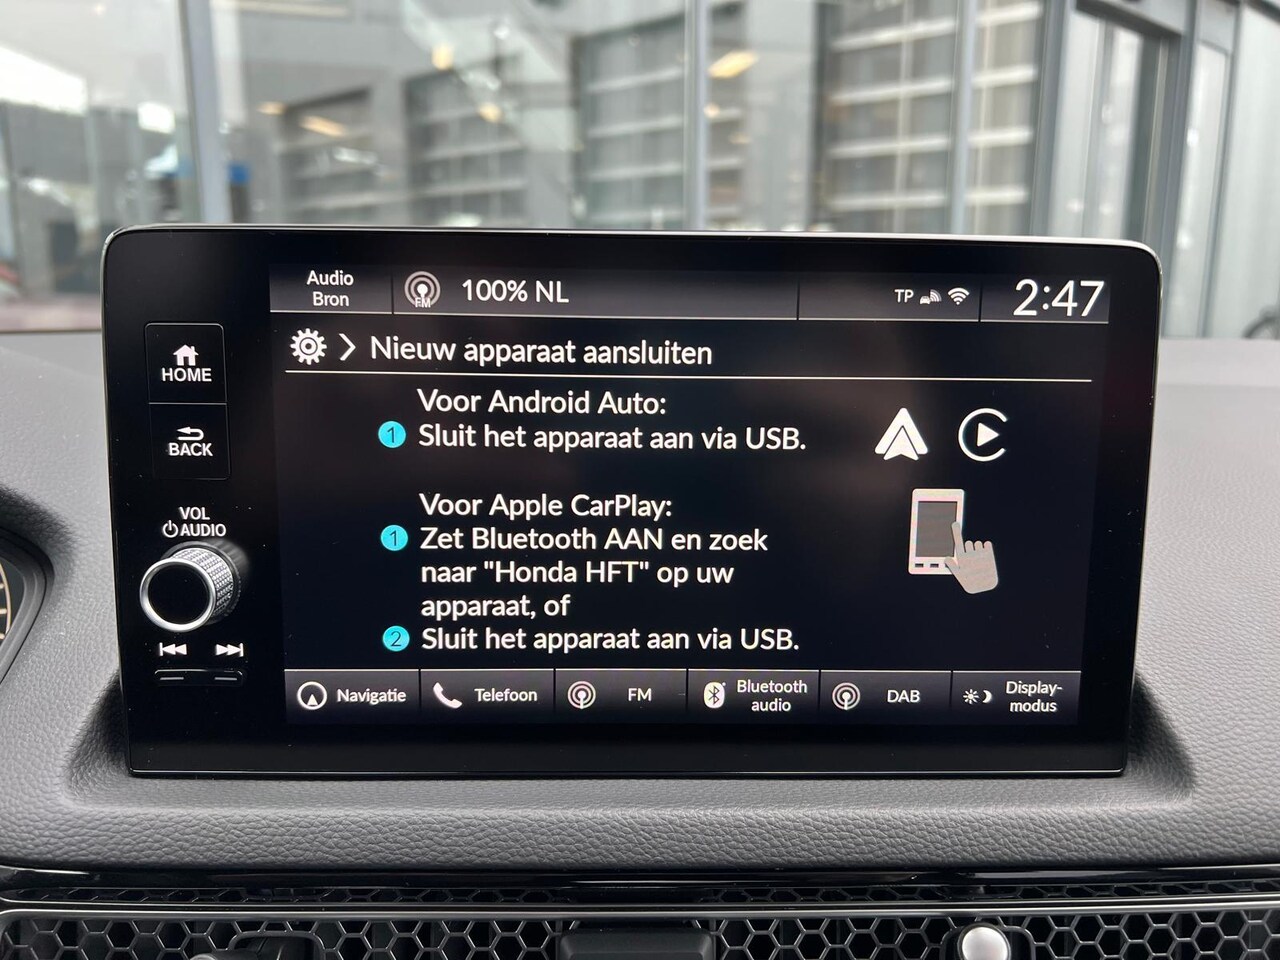 Audio
Bron
FM
100% NL
TP
2:47
HOME
BACK
VOL
AUDIO
Nieuw apparaat aansluiten
Voor Android Auto:
1 Sluit het apparaat aan via USB.
Voor Apple CarPlay:
1 Zet Bluetooth AAN en zoek
naar "Honda HFT" op uw
apparaat, of
2 Sluit het apparaat aan via USB.
Navigatie
Telefoon
FM
Bluetooth
audio
DAB
Display-
modus